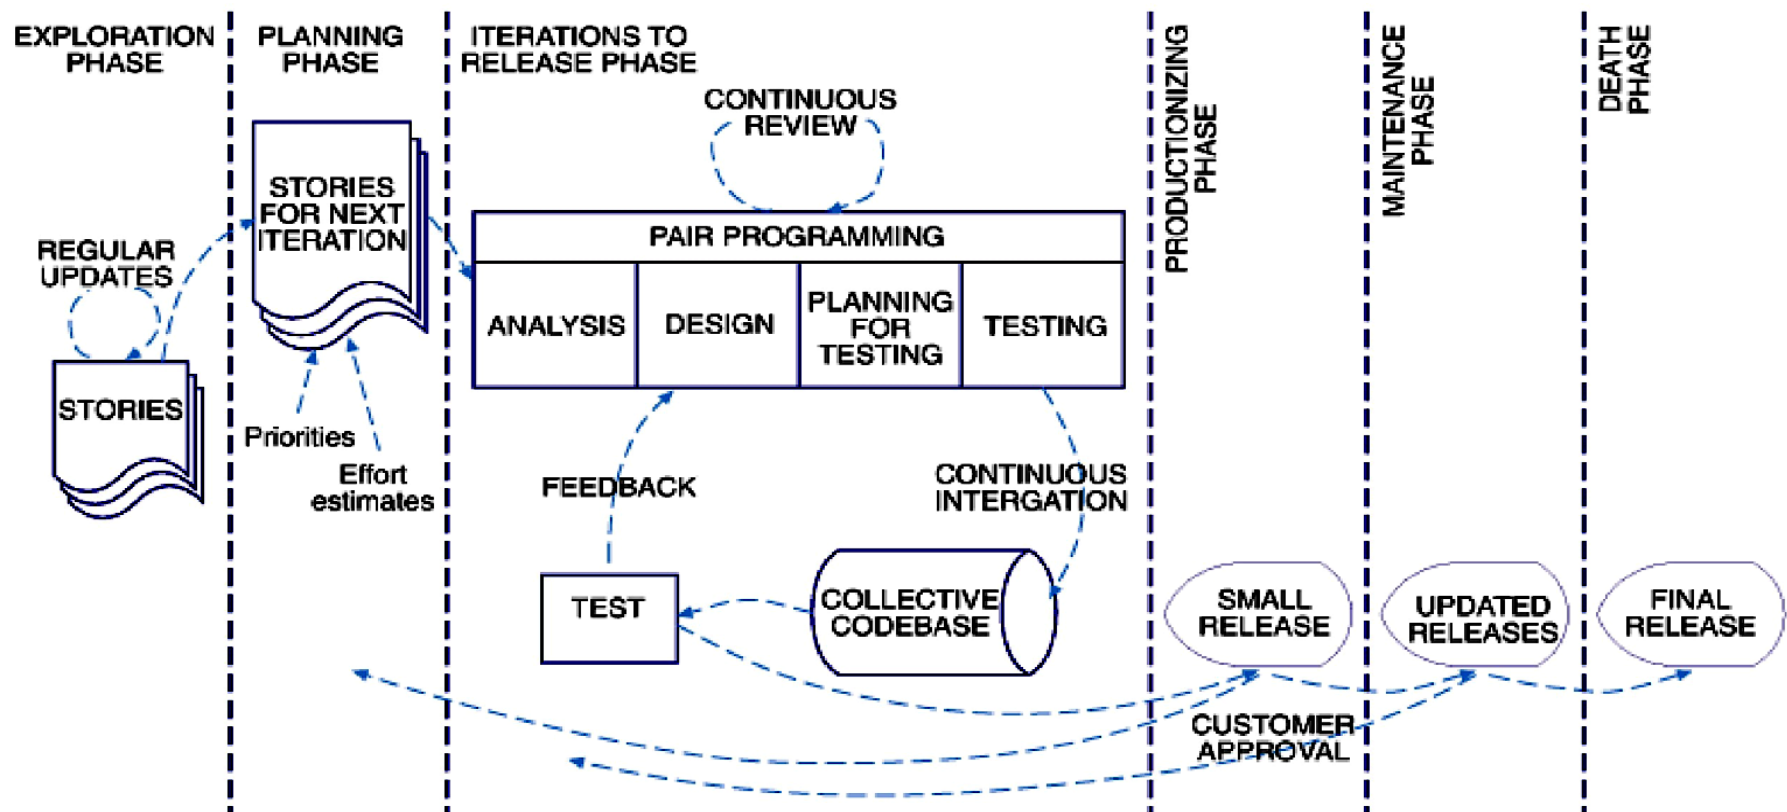 EXPLORATION
PHASE
PLANNING
PHASE
ITERATIONS TO
RELEASE PHASE
PRODUCTIONIZING
PHASE
MAINTENANCE
PHASE
DEATH
PHASE
CONTINUOUS
REVIEW
REGULAR
UPDATES
STORIES
STORIES
FOR NEXT
ITERATION
Priorities
Effort
estimates
PAIR PROGRAMMING
ANALYSIS
DESIGN
PLANNING
FOR
TESTING
TESTING
FEEDBACK
CONTINUOUS
INTERGATION
TEST
COLLECTIVE
CODEBASE
SMALL
RELEASE
UPDATED
RELEASES
FINAL
RELEASE
CUSTOMER
APPROVAL